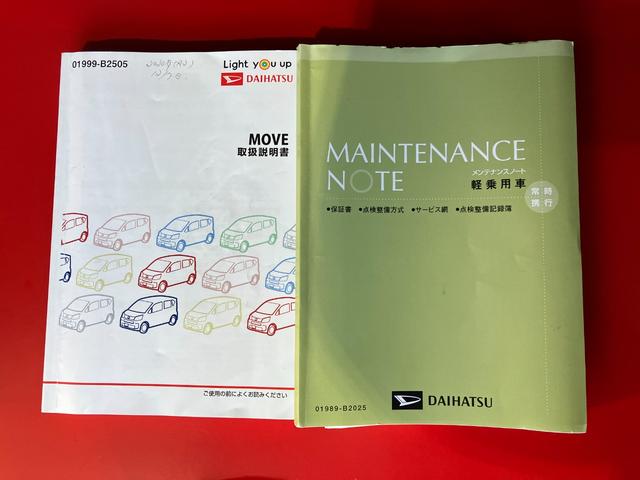 01999-B2505
Light you up
DAIHATSU
MOVE
取扱説明書
ご使用の前によくお読みください
MAINTENANCE
NOTE
メンテナンスノート
軽乗用車
常時
携行
●保証書 ●点検整備方式 ●サービス網 ●点検整備記録簿
01989-B2025
DAIHATSU